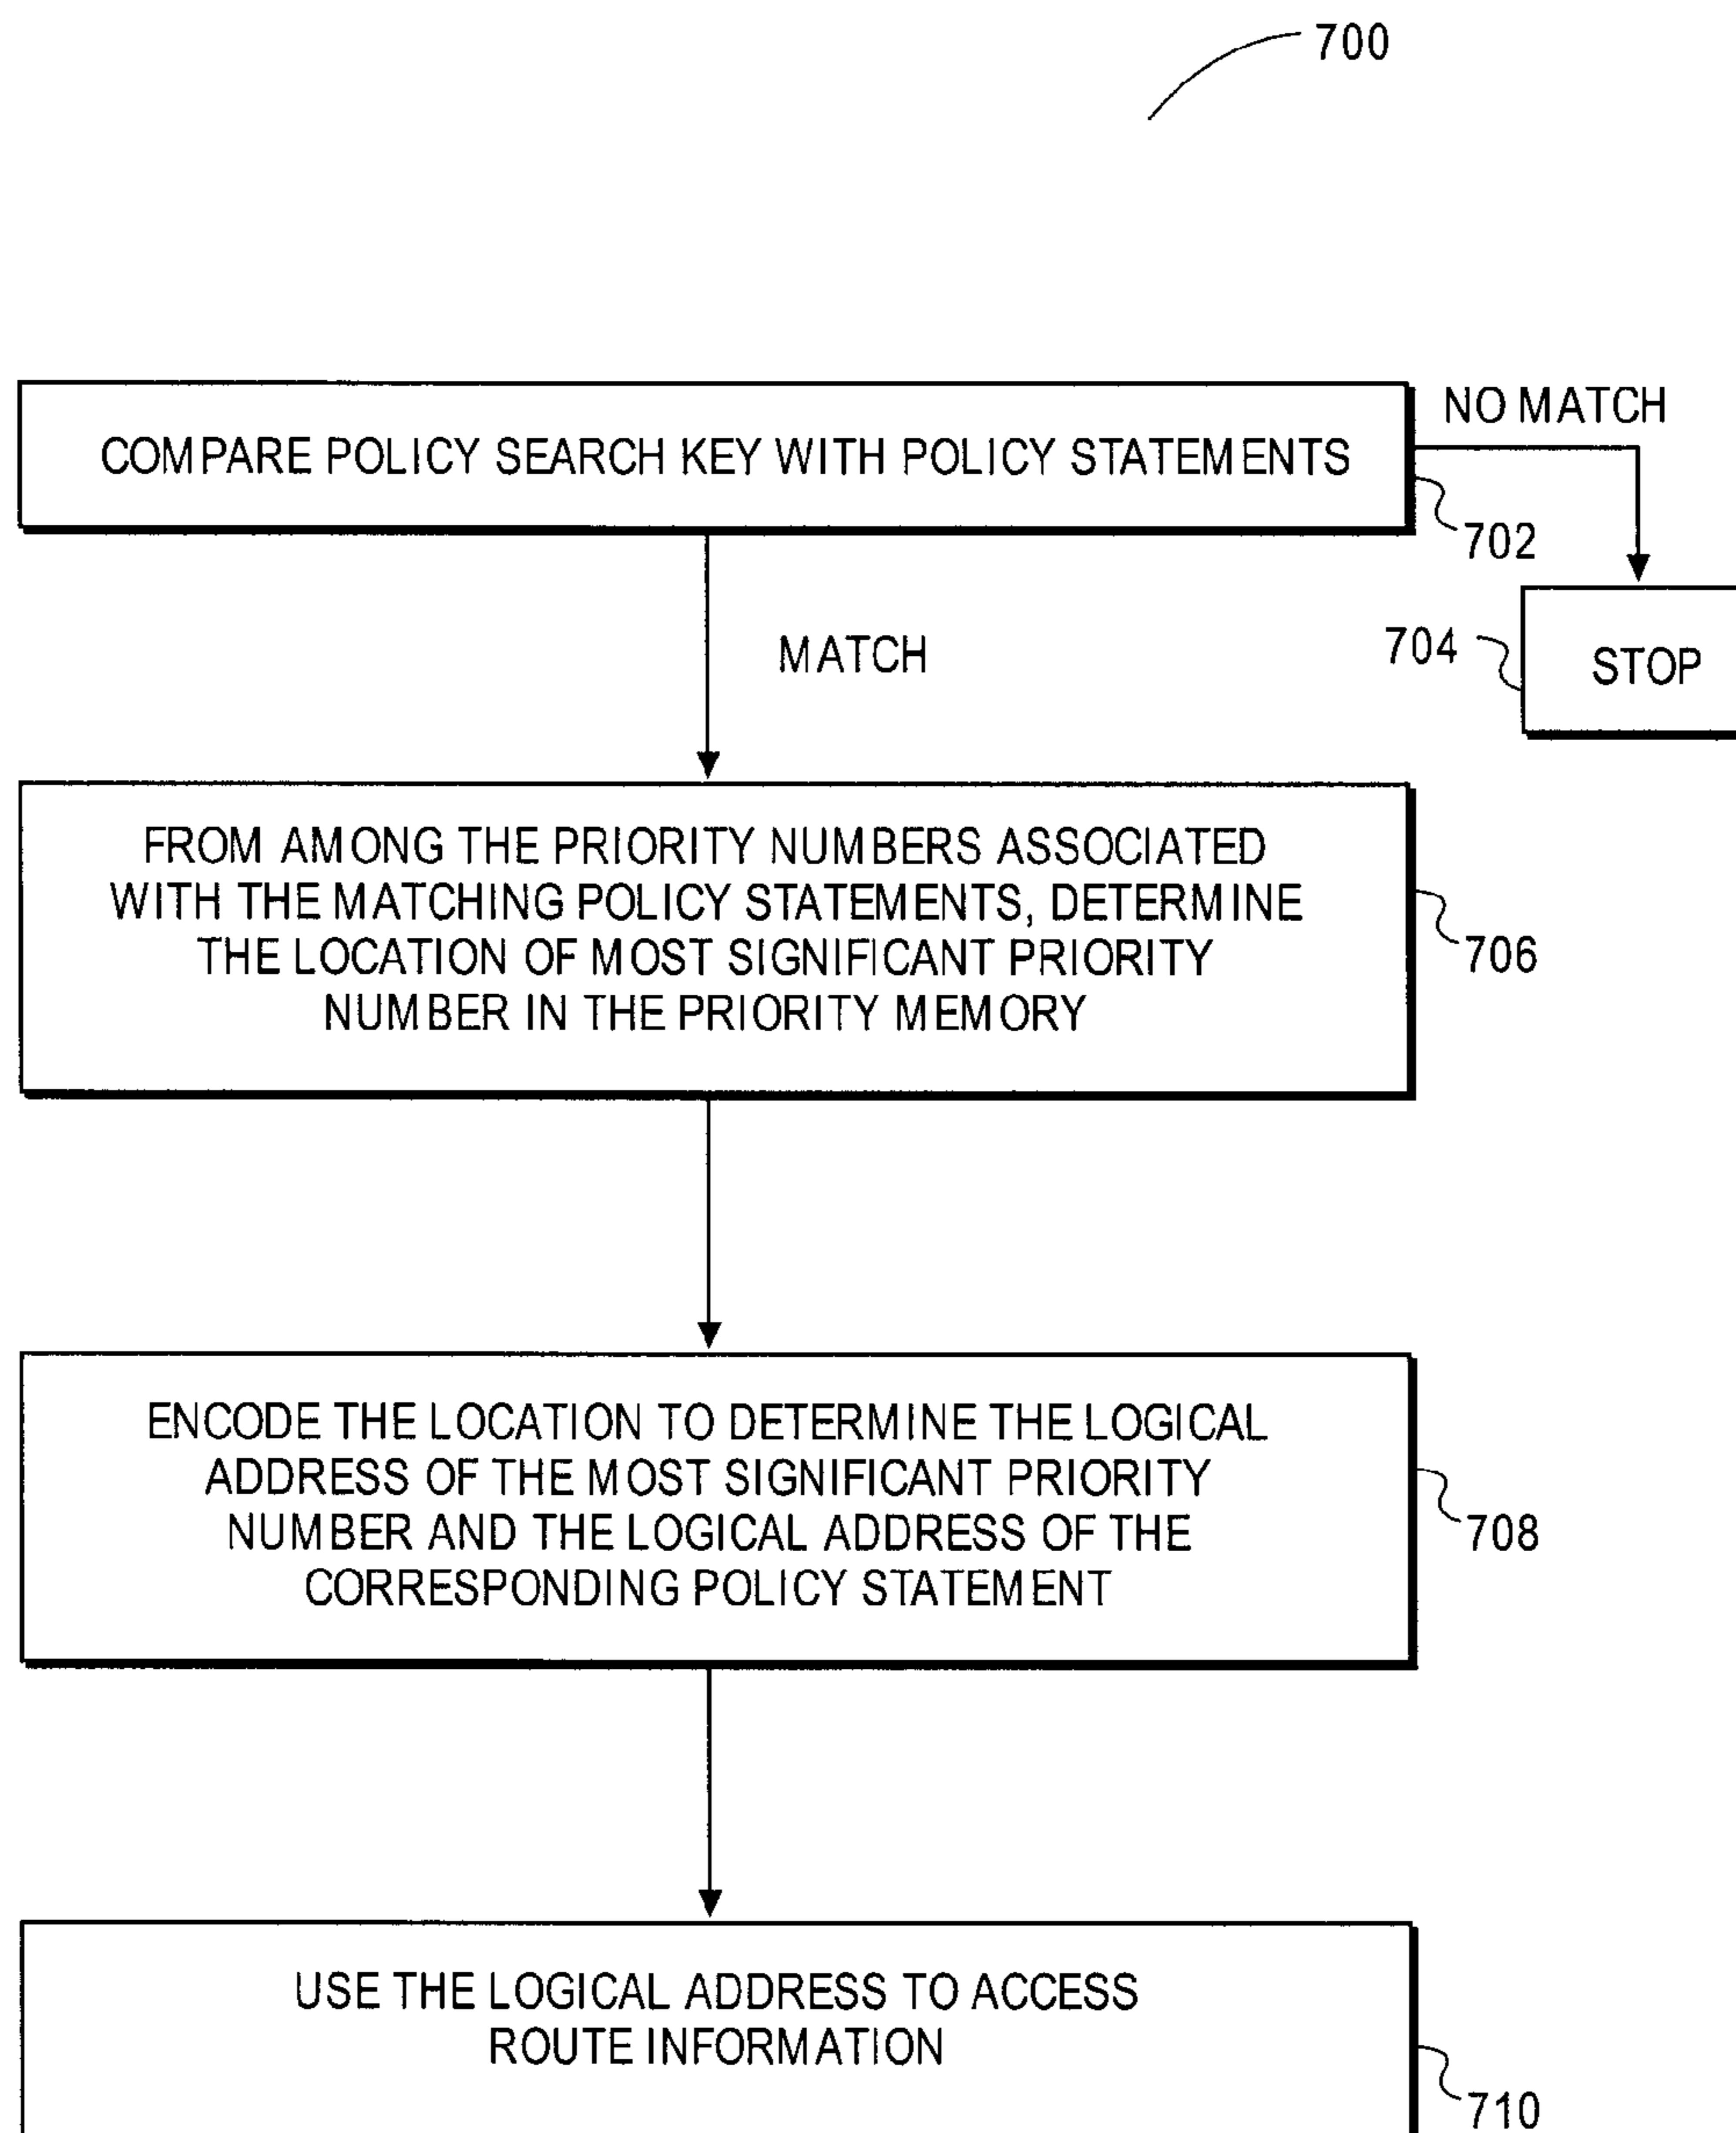 700
COMPARE POLICY SEARCH KEY WITH POLICY STATEMENTS
NO MATCH
702
MATCH
704
STOP
FROM AMONG THE PRIORITY NUMBERS ASSOCIATED
WITH THE MATCHING POLICY STATEMENTS, DETERMINE
THE LOCATION OF MOST SIGNIFICANT PRIORITY
NUMBER IN THE PRIORITY MEMORY
706
ENCODE THE LOCATION TO DETERMINE THE LOGICAL
ADDRESS OF THE MOST SIGNIFICANT PRIORITY
NUMBER AND THE LOGICAL ADDRESS OF THE
CORRESPONDING POLICY STATEMENT
708
USE THE LOGICAL ADDRESS TO ACCESS
ROUTE INFORMATION
710